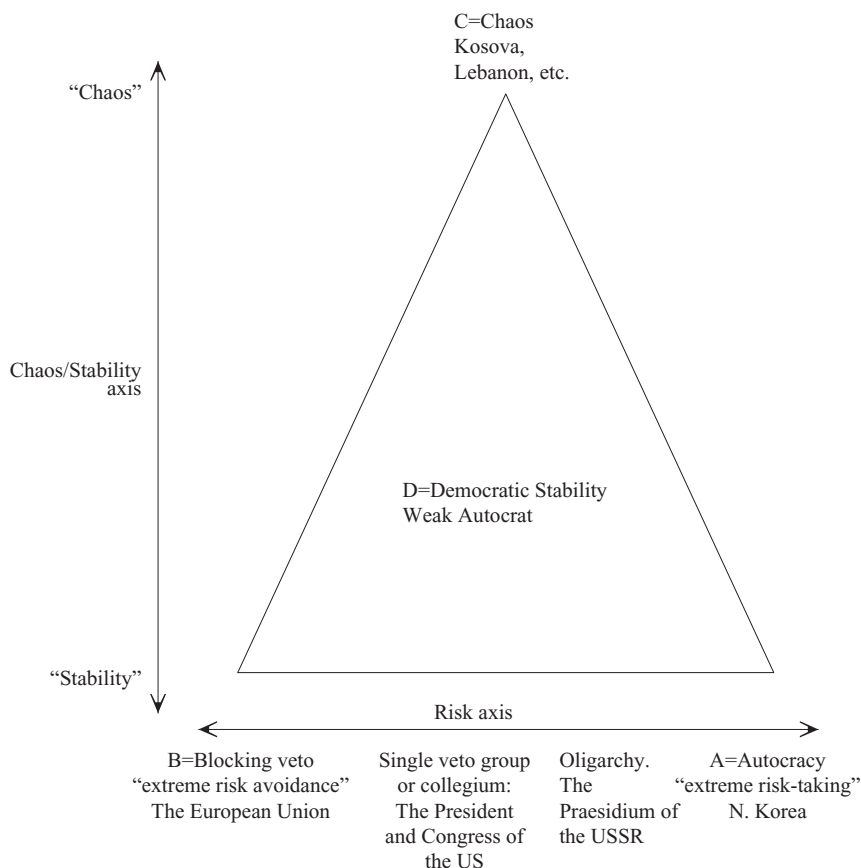 C=Chaos
Kosova,
Lebanon, etc.
“Chaos”
Chaos/Stability
axis
D=Democratic Stability
Weak Autocrat
“Stability”
Risk axis
B=Blocking veto
“extreme risk avoidance”
The European Union
Single veto group
or collegium:
The President
and Congress of
the US
Oligarchy.
The
Praesidium of
the USSR
A=Autocracy
“extreme risk-taking”
N. Korea